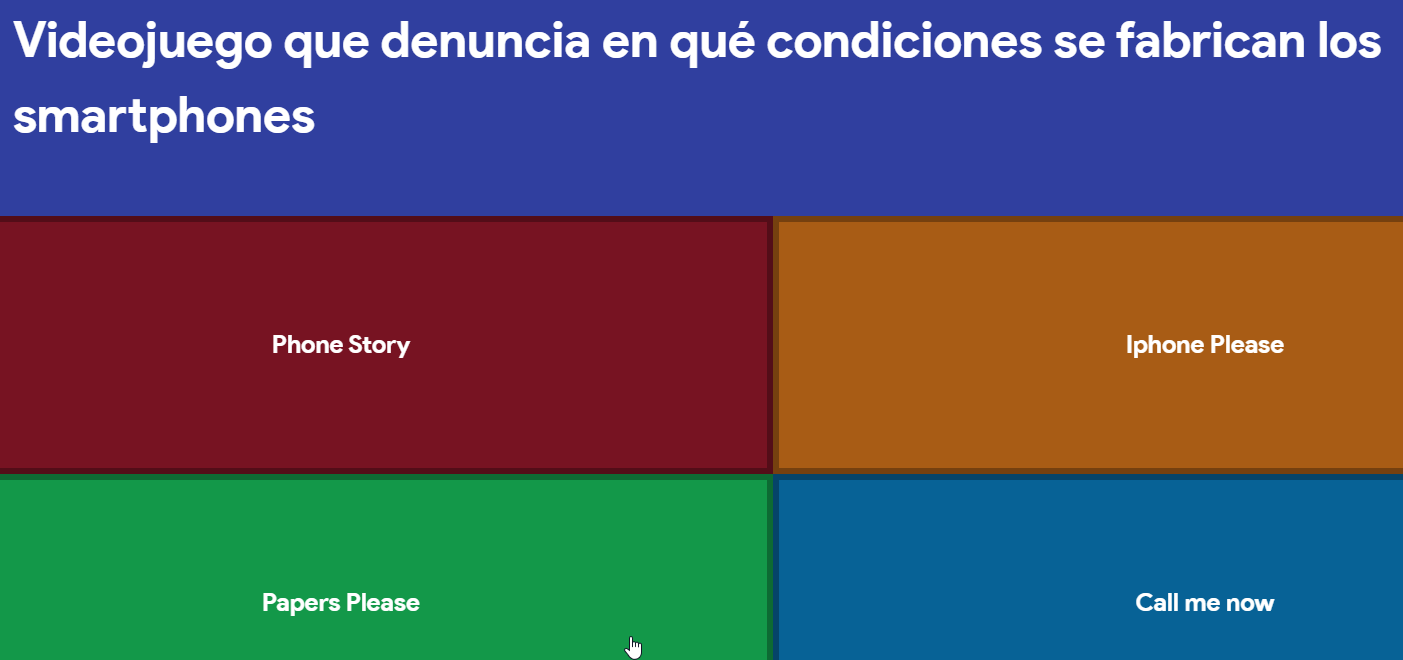 Videojuego que denuncia en qué condiciones se fabrican los
smartphones
Phone Story
Iphone Please
Papers Please
Call me now